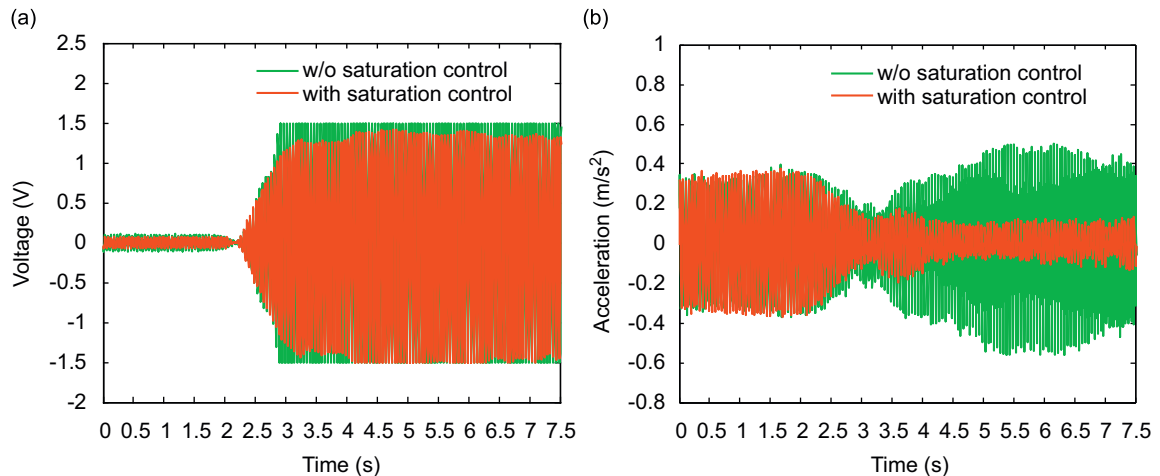 (a)
2.5
2
1.5
1
0.5
0
-0.5
-1
-1.5
-2
Voltage (V)
w/o saturation control
with saturation control
0 0.5 1 1.5 2 2.5 3 3.5 4 4.5 5 5.5 6 6.5 7 7.5
Time (s)
(b)
1
0.8
0.6
0.4
0.2
0
-0.2
-0.4
-0.6
-0.8
Acceleration (m/s²)
w/o saturation control
with saturation control
0 0.5 1 1.5 2 2.5 3 3.5 4 4.5 5 5.5 6 6.5 7 7.5
Time (s)